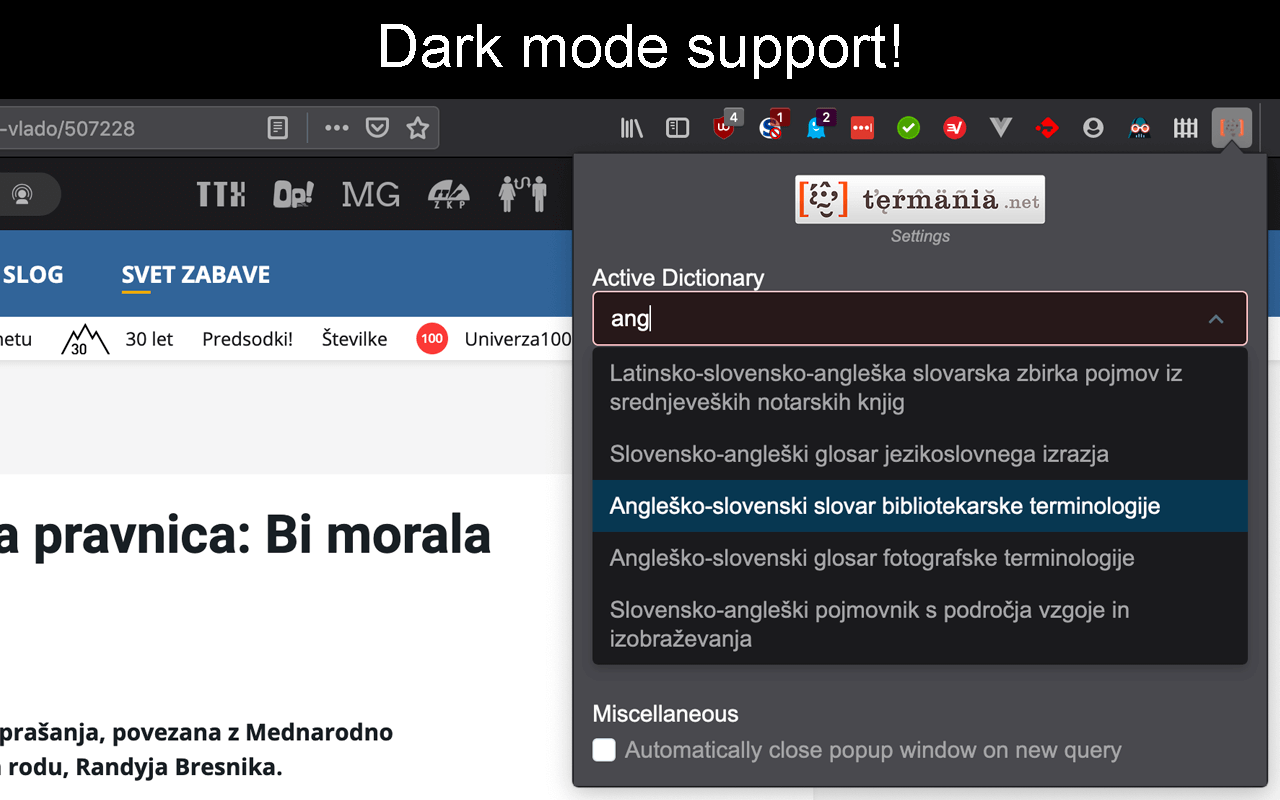 Dark mode support!
-vlado/507228
4
1
2
TTX
Op!
MG
ZKP
[ ] termania.net
Settings
SLOG
SVET ZABAVE
Active Dictionary
ang
netu
30
30 let
Predsodki!
Številke
100
Univerza100
Latinsko-slovensko-angleška slovarska zbirka pojmov iz
srednjeveških notarskih knjig
Slovensko-angleški glosar jezikoslovnega izrazja
Angleško-slovenski slovar bibliotekarske terminologije
Angleško-slovenski glosar fotografske terminologije
Slovensko-angleški pojmovnik s področja vzgoje in
izobraževanja
a pravnica: Bi morala
Miscellaneous
Automatically close popup window on new query
prašanja, povezana z Mednarodno
rodu, Randyja Bresnika.